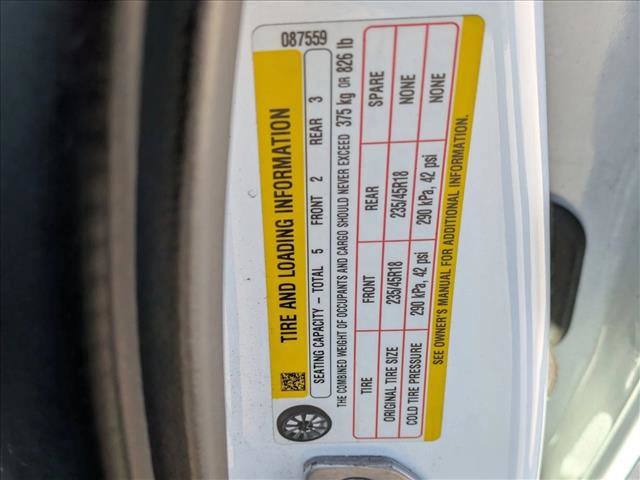 087559
TIRE AND LOADING INFORMATION
SEATING CAPACITY – TOTAL 5 FRONT 2 REAR 3
THE COMBINED WEIGHT OF OCCUPANTS AND CARGO SHOULD NEVER EXCEED 375 kg OR 826 lb
TIRE FRONT REAR SPARE
ORIGINAL TIRE SIZE 235/45R18 235/45R18 NONE
COLD TIRE PRESSURE 290 kPa, 42 psi 290 kPa, 42 psi NONE
SEE OWNER'S MANUAL FOR ADDITIONAL INFORMATION.